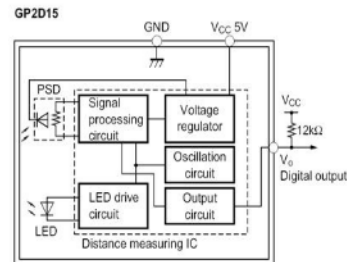 GP2D15
GND
VCC 5V
PSD
Signal processing circuit
Voltage regulator
VCC
12kΩ
Oscillation circuit
VO
Digital output
LED drive circuit
Output circuit
LED
Distance measuring IC